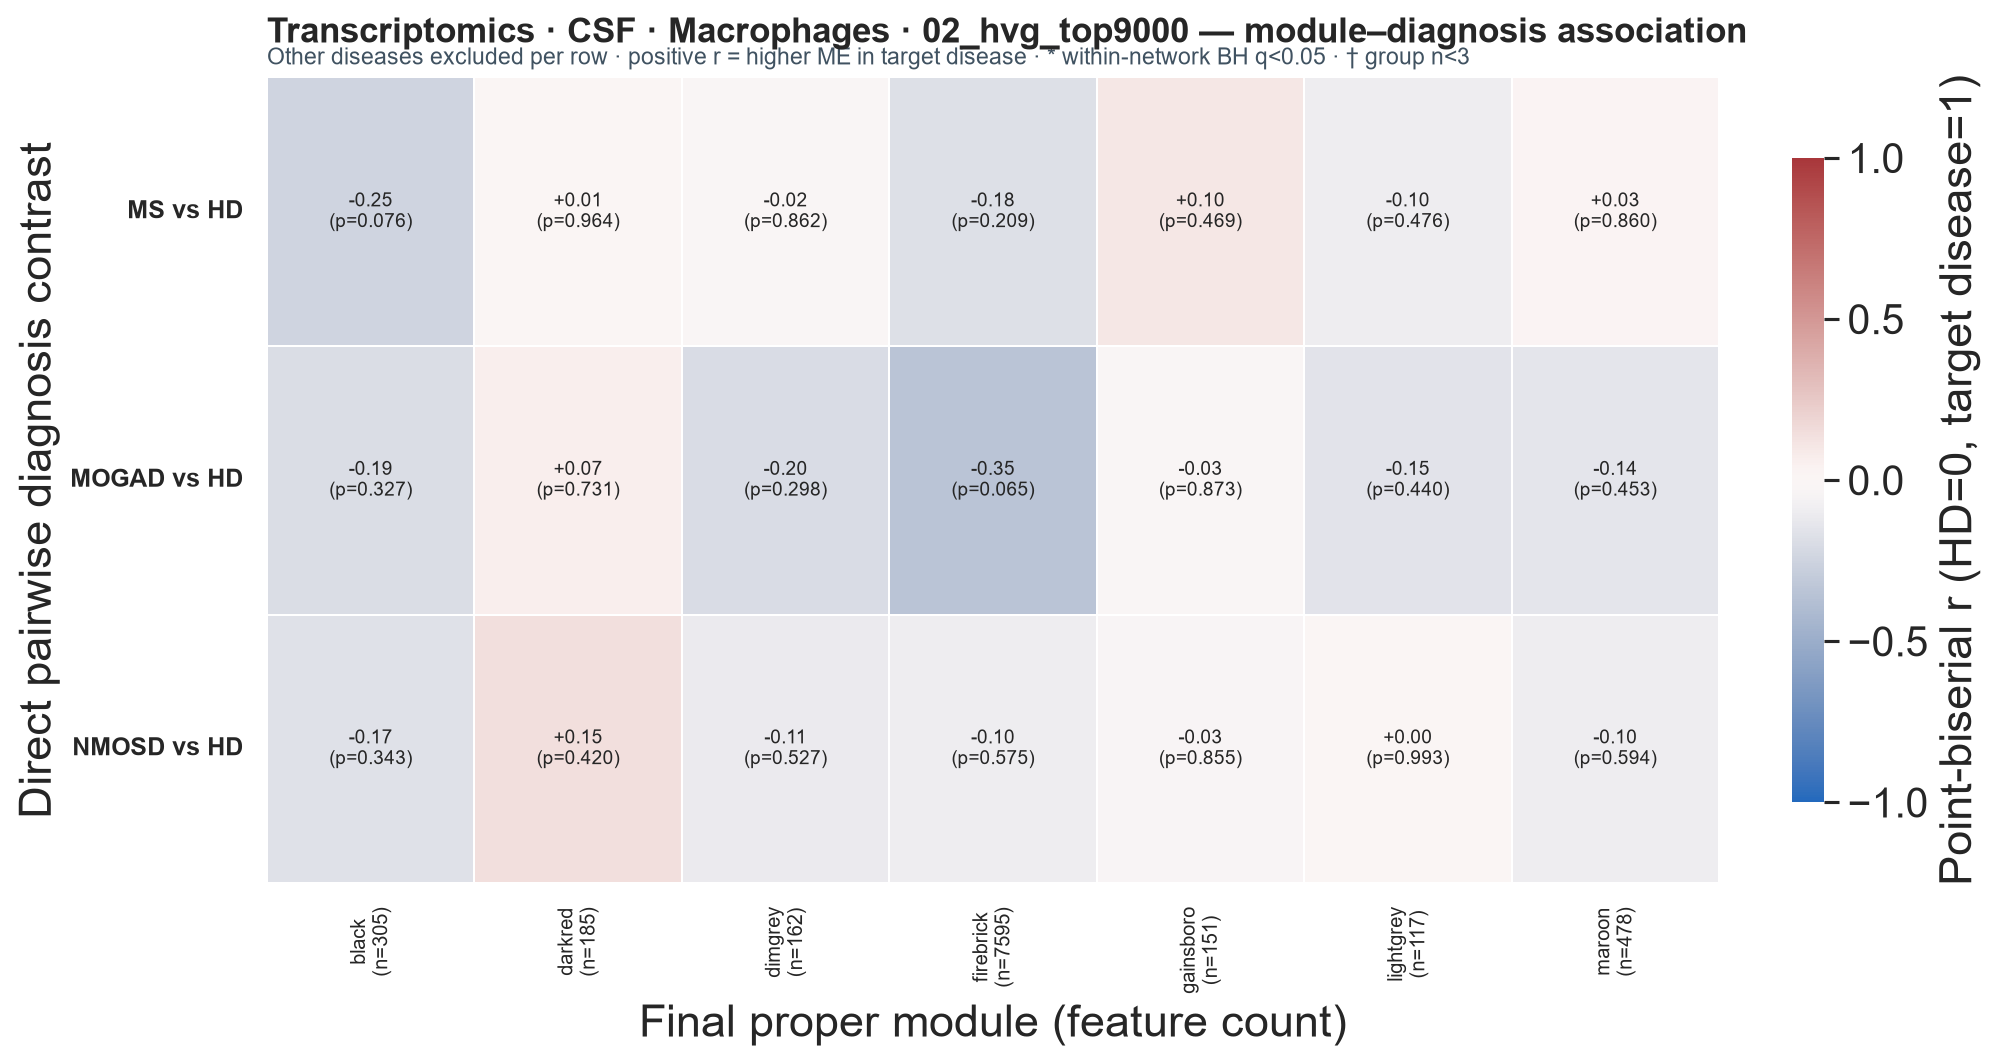 Transcriptomics · CSF · Macrophages · 02_hvg_top9000 — module–diagnosis association
Other diseases excluded per row · positive r = higher ME in target disease · * within-network BH q<0.05 · † group n<3
Direct pairwise diagnosis contrast
MS vs HD
-0.25
(p=0.076)
+0.01
(p=0.964)
-0.02
(p=0.862)
-0.18
(p=0.209)
+0.10
(p=0.469)
-0.10
(p=0.476)
+0.03
(p=0.860)
MOGAD vs HD
-0.19
(p=0.327)
+0.07
(p=0.731)
-0.20
(p=0.298)
-0.35
(p=0.065)
-0.03
(p=0.873)
-0.15
(p=0.440)
-0.14
(p=0.453)
NMOSD vs HD
-0.17
(p=0.343)
+0.15
(p=0.420)
-0.11
(p=0.527)
-0.10
(p=0.575)
-0.03
(p=0.855)
+0.00
(p=0.993)
-0.10
(p=0.594)
black
(n=305)
darkred
(n=185)
dimgrey
(n=162)
firebrick
(n=7595)
gainsboro
(n=151)
lightgrey
(n=117)
maroon
(n=478)
Final proper module (feature count)
1.0
0.5
0.0
−0.5
−1.0
Point-biserial r (HD=0, target disease=1)